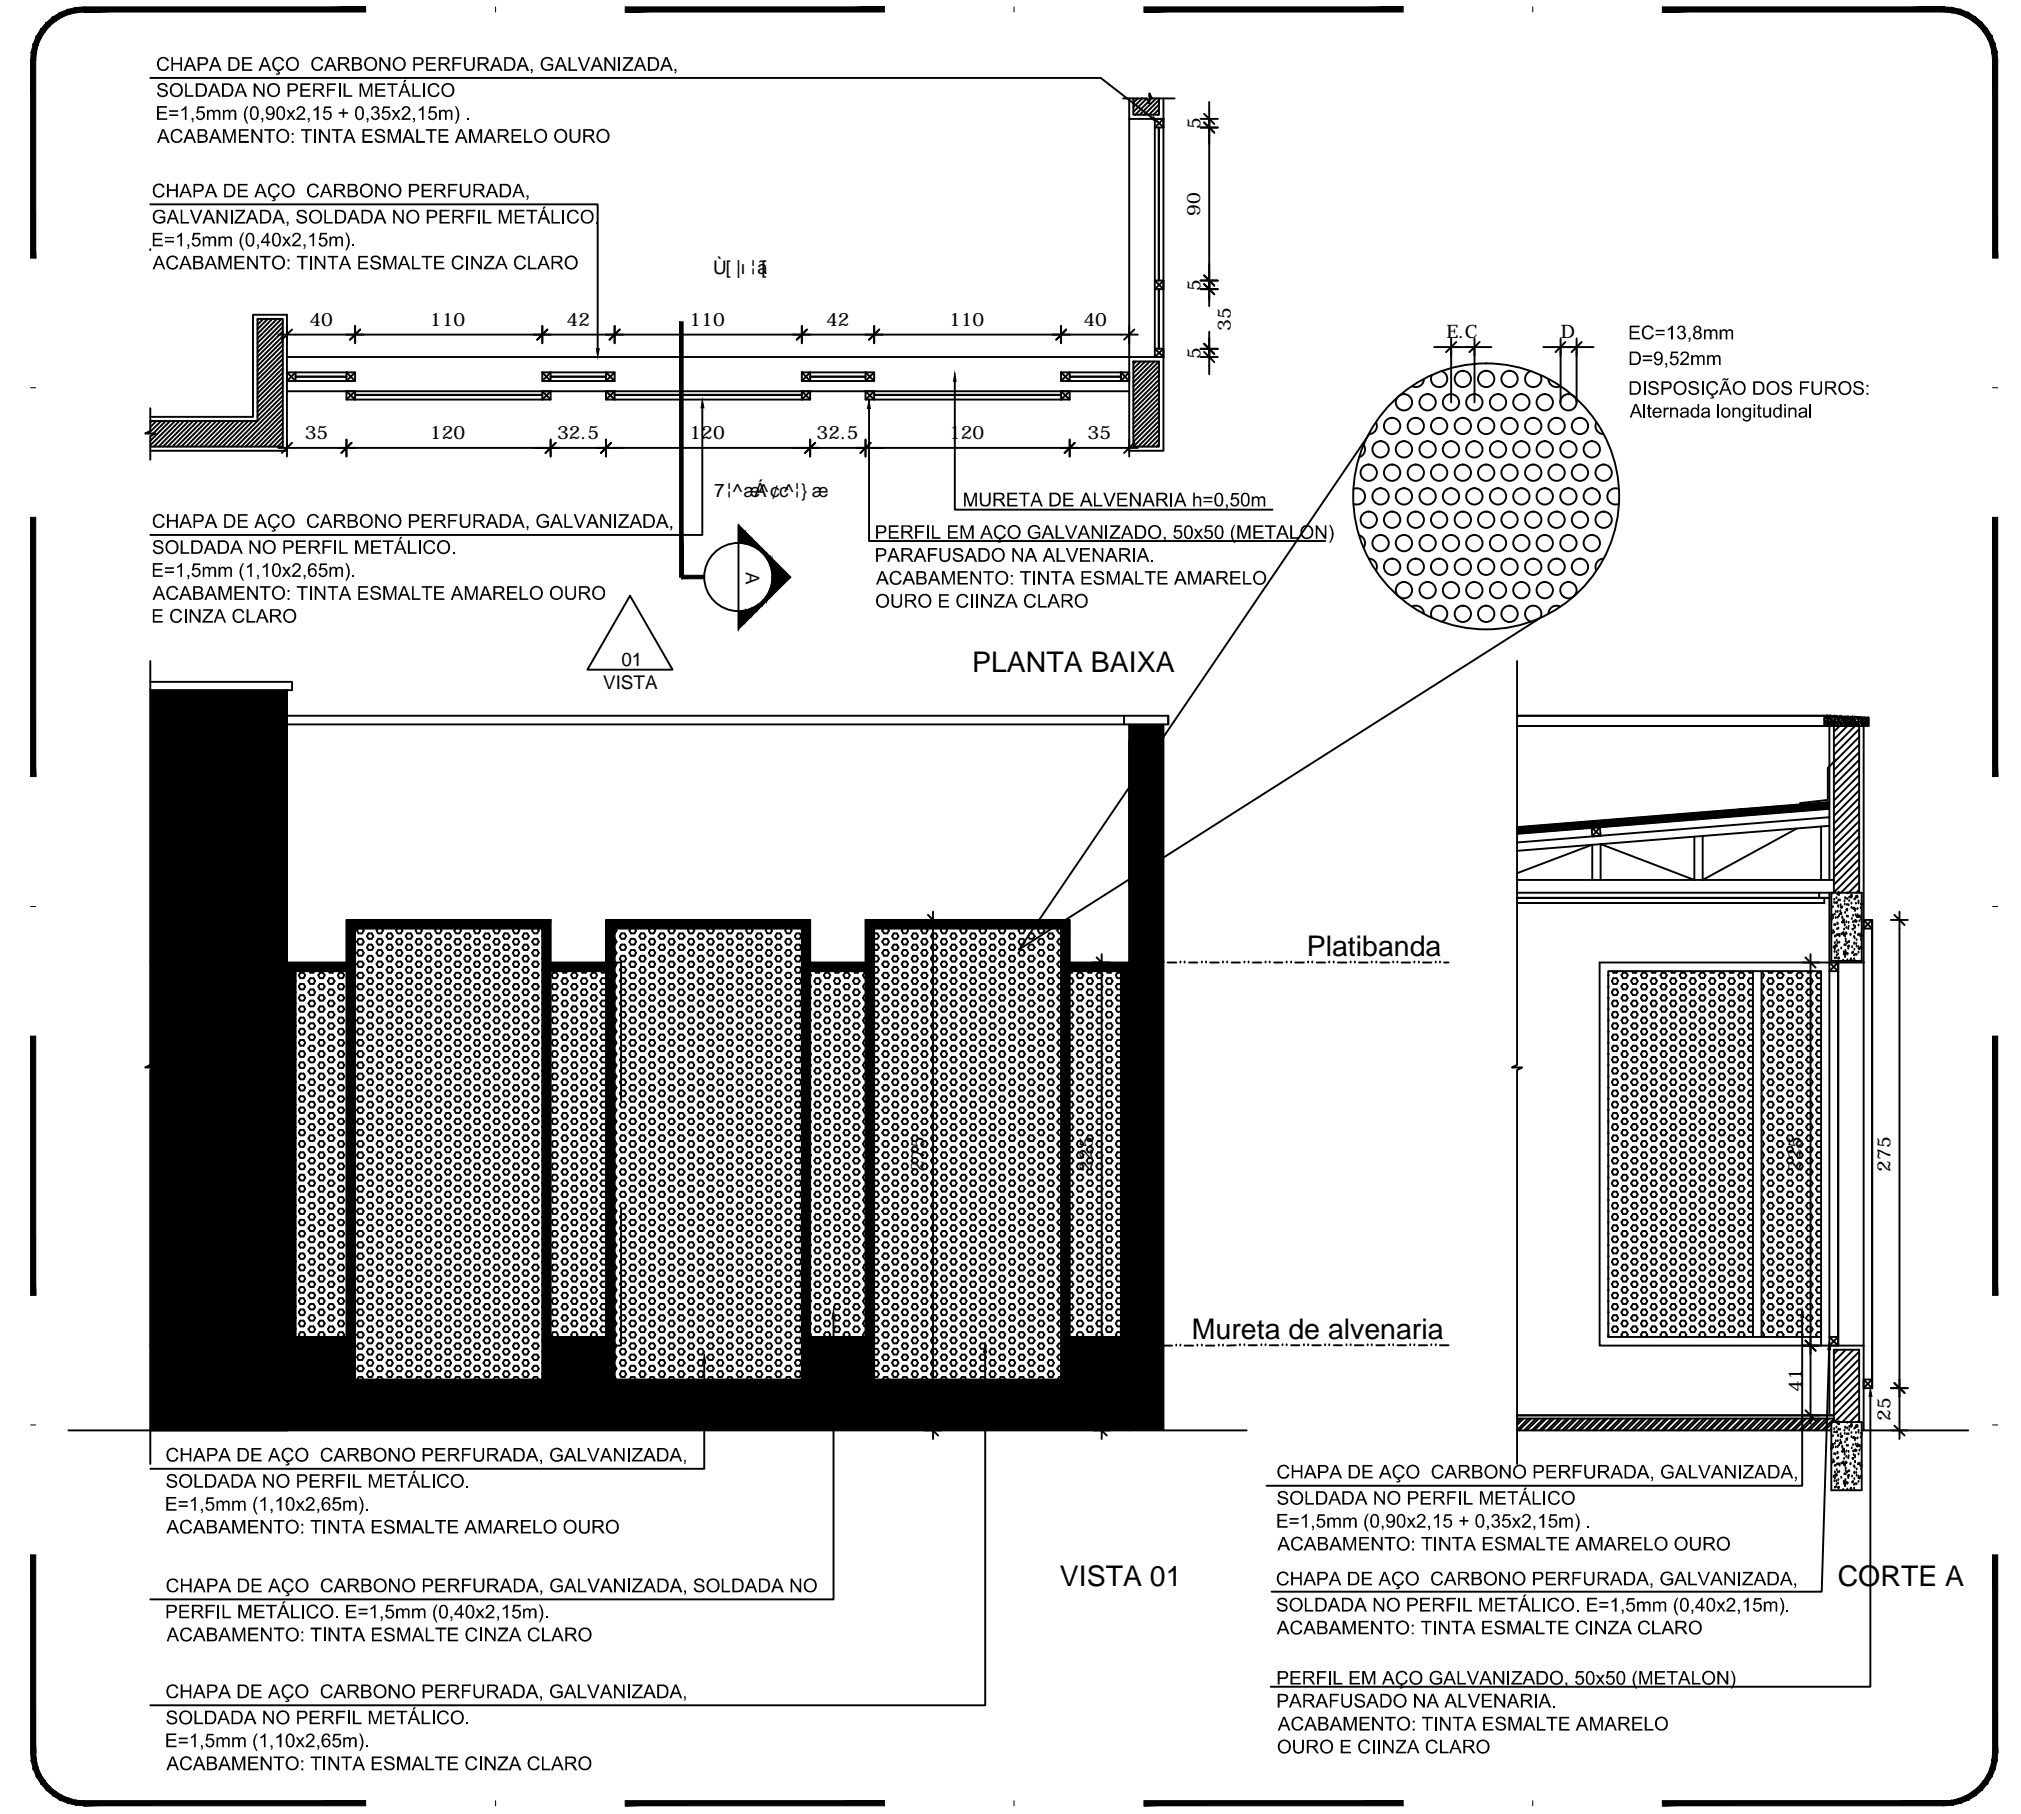 CHAPA DE AÇO CARBONO PERFURADA, GALVANIZADA,
SOLDADA NO PERFIL METÁLICO
E=1,5mm (0,90x2,15 + 0,35x2,15m) .
ACABAMENTO: TINTA ESMALTE AMARELO OURO
CHAPA DE AÇO CARBONO PERFURADA,
GALVANIZADA, SOLDADA NO PERFIL METÁLICO.
E=1,5mm (0,40x2,15m).
ACABAMENTO: TINTA ESMALTE CINZA CLARO
5
90
5
35
5
40 110 42 110 42 110 40
35 120 32.5 120 32.5 120 35
E.C D
EC=13,8mm
D=9,52mm
DISPOSIÇÃO DOS FUROS:
Alternada longitudinal
MURETA DE ALVENARIA h=0,50m
CHAPA DE AÇO CARBONO PERFURADA, GALVANIZADA,
SOLDADA NO PERFIL METÁLICO.
E=1,5mm (1,10x2,65m).
ACABAMENTO: TINTA ESMALTE AMARELO OURO
E CINZA CLARO
PERFIL EM AÇO GALVANIZADO, 50x50 (METALON)
PARAFUSADO NA ALVENARIA.
ACABAMENTO: TINTA ESMALTE AMARELO
OURO E CIINZA CLARO
A
01
VISTA
PLANTA BAIXA
Platibanda
Mureta de alvenaria
275
225
225
275
41
25
CHAPA DE AÇO CARBONO PERFURADA, GALVANIZADA,
SOLDADA NO PERFIL METÁLICO.
E=1,5mm (1,10x2,65m).
ACABAMENTO: TINTA ESMALTE AMARELO OURO
CHAPA DE AÇO CARBONO PERFURADA, GALVANIZADA, SOLDADA NO
PERFIL METÁLICO. E=1,5mm (0,40x2,15m).
ACABAMENTO: TINTA ESMALTE CINZA CLARO
CHAPA DE AÇO CARBONO PERFURADA, GALVANIZADA,
SOLDADA NO PERFIL METÁLICO.
E=1,5mm (1,10x2,65m).
ACABAMENTO: TINTA ESMALTE CINZA CLARO
VISTA 01
CHAPA DE AÇO CARBONO PERFURADA, GALVANIZADA,
SOLDADA NO PERFIL METÁLICO
E=1,5mm (0,90x2,15 + 0,35x2,15m) .
ACABAMENTO: TINTA ESMALTE AMARELO OURO
CHAPA DE AÇO CARBONO PERFURADA, GALVANIZADA,
SOLDADA NO PERFIL METÁLICO. E=1,5mm (0,40x2,15m).
ACABAMENTO: TINTA ESMALTE CINZA CLARO
PERFIL EM AÇO GALVANIZADO, 50x50 (METALON)
PARAFUSADO NA ALVENARIA.
ACABAMENTO: TINTA ESMALTE AMARELO
OURO E CIINZA CLARO
CORTE A